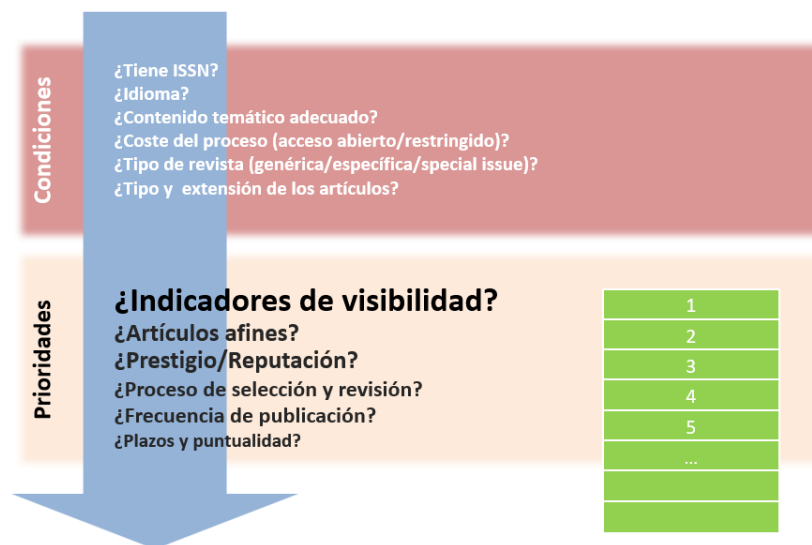 Condiciones
¿Tiene ISSN?
¿Idioma?
¿Contenido temático adecuado?
¿Coste del proceso (acceso abierto/restringido)?
¿Tipo de revista (genérica/específica/special issue)?
¿Tipo y extensión de los artículos?
Prioridades
¿Indicadores de visibilidad?
¿Artículos afines?
¿Prestigio/Reputación?
¿Proceso de selección y revisión?
¿Frecuencia de publicación?
¿Plazos y puntualidad?
1
2
3
4
5
...